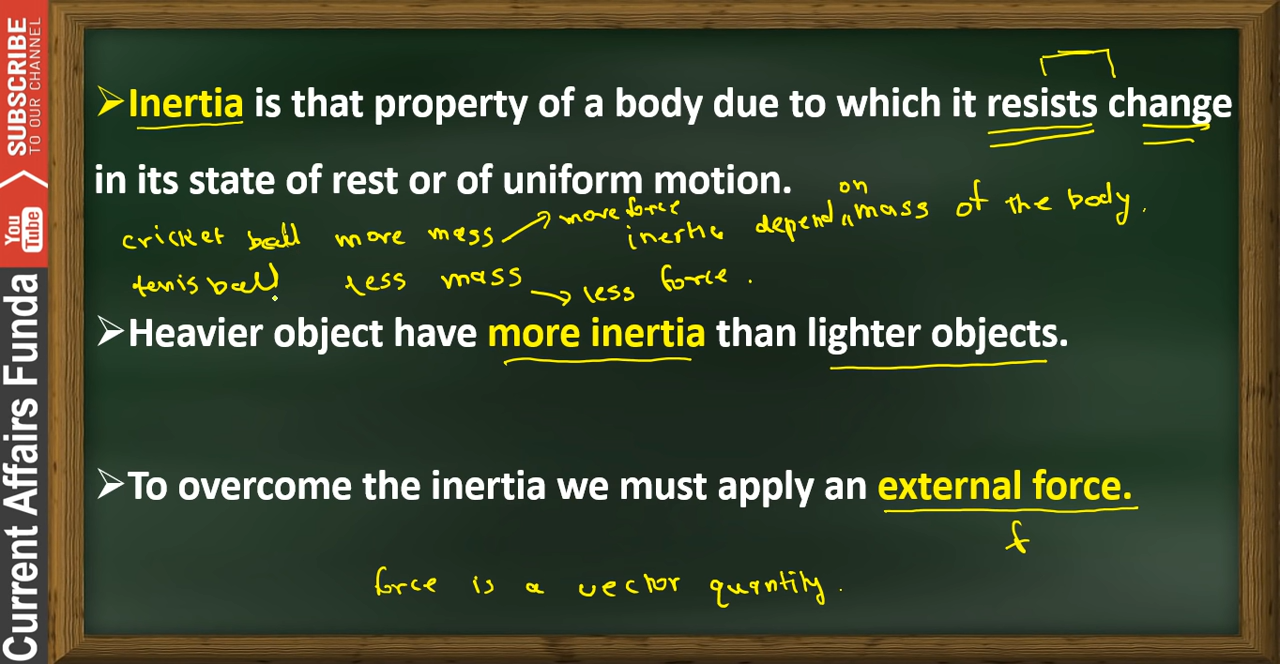 SUBSCRIBE
TO OUR CHANNEL
You
Tube
Current Affairs Funda
➢Inertia is that property of a body due to which it resists change
in its state of rest or of uniform motion.
cricket ball more mass → more force
inertia depend on mass of the body.
tenis ball less mass → less force.
➢Heavier object have more inertia than lighter objects.
➢To overcome the inertia we must apply an external force.
f
force is a vector quantity.